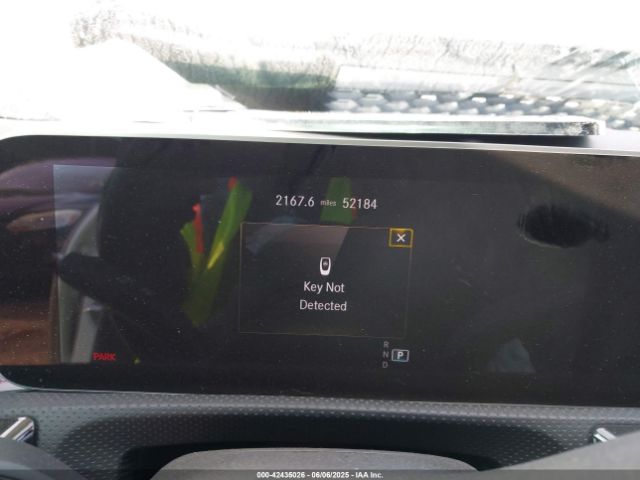 2167.6 miles 52184
Key Not
Detected
PARK
R
N P
D
000-42435026 - 06/06/2025 - IAA Inc.